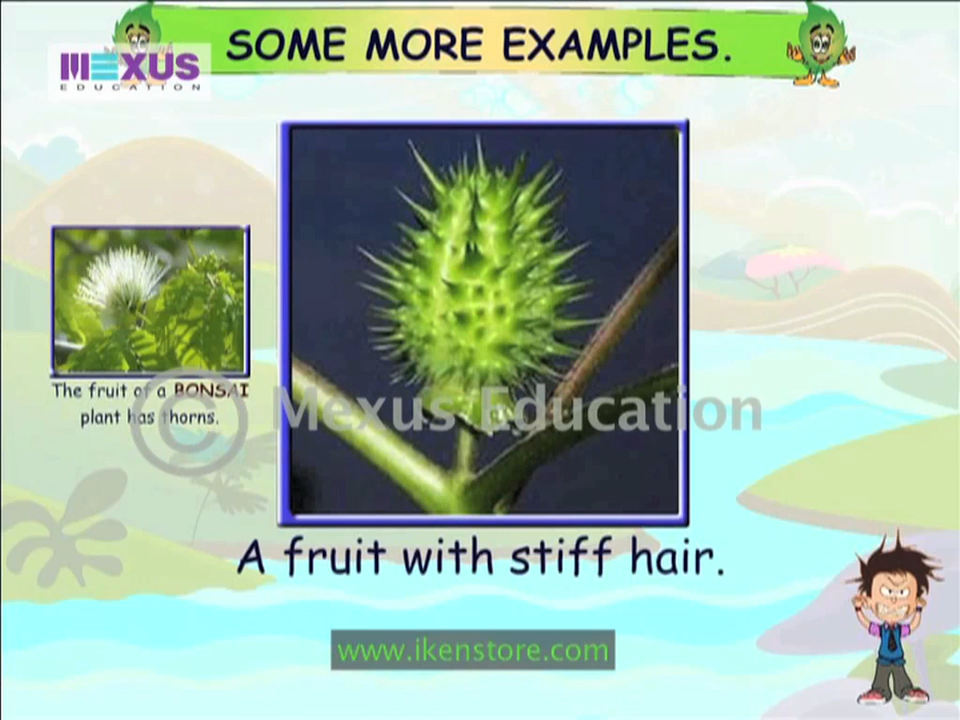 SOME MORE EXAMPLES.
MEXUS
EDUCATION
The fruit of a BONSAI
plant has thorns.
© Mexus Education
A fruit with stiff hair.
www.ikenstore.com